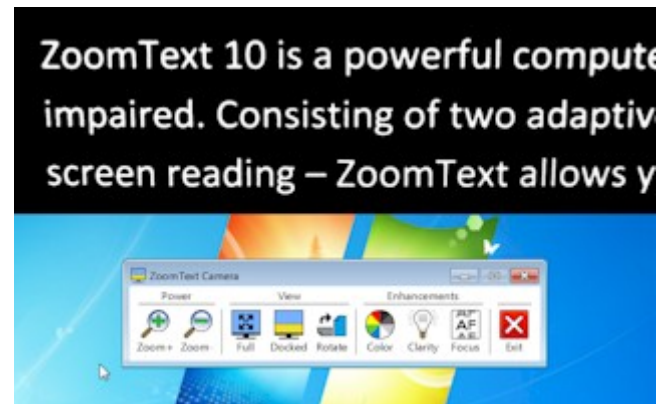 ZoomText 10 is a powerful compute
impaired. Consisting of two adaptive
screen reading – ZoomText allows y
ZoomText Camera
Power View Enhancements
Zoom+ Zoom- Full Docked Rotate Color Clarity Focus Exit